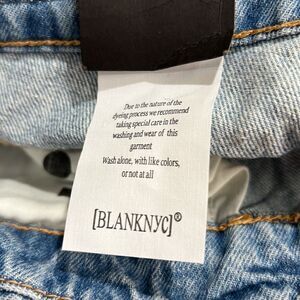 Due to the nature of the
dyeing process we recommend
taking special care in the
washing and wear of this
garment
Wash alone, with like colors,
or not at all
[BLANKNYC]®